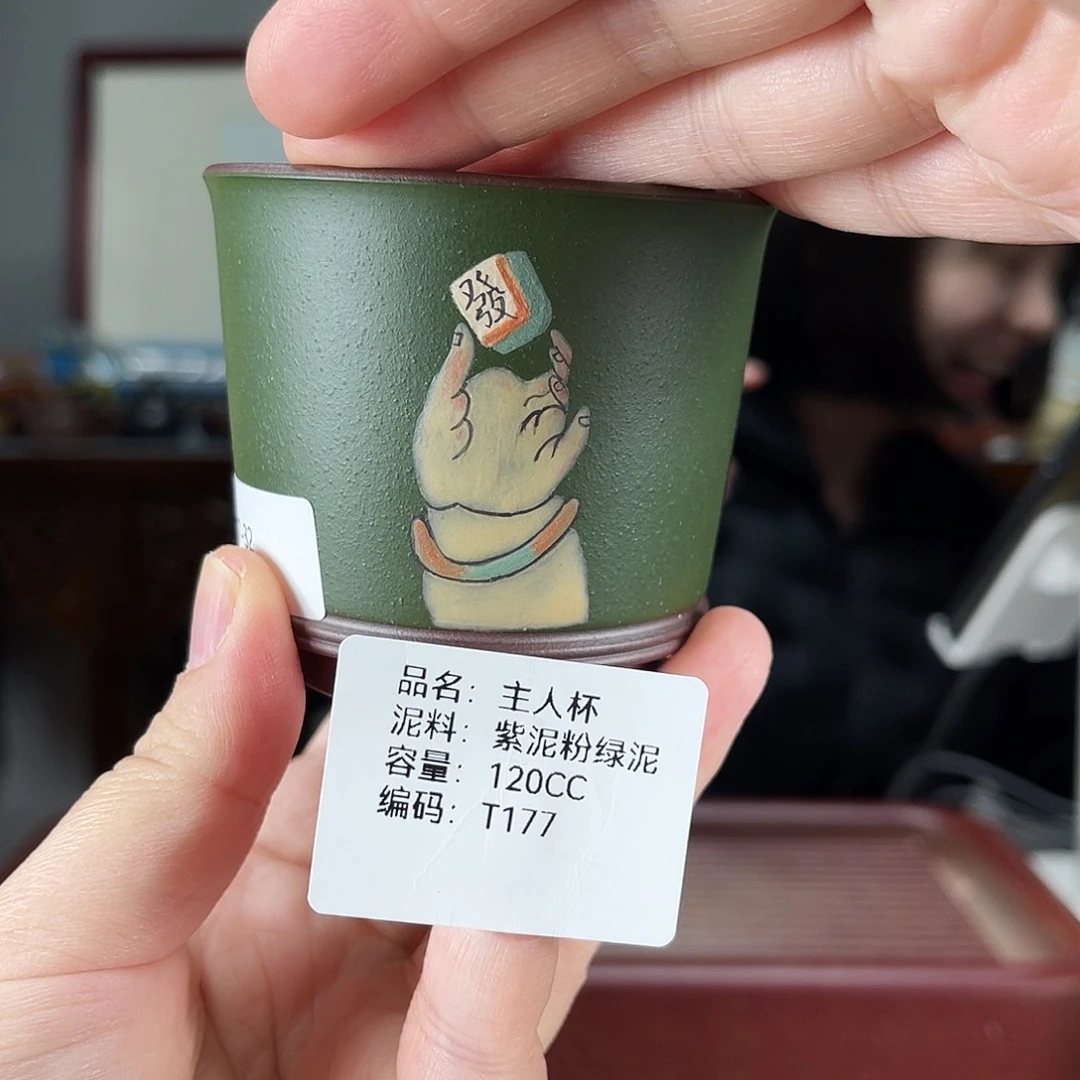 發
-32
品名：主人杯
泥料：紫泥粉绿泥
容量：120CC
编码：T177